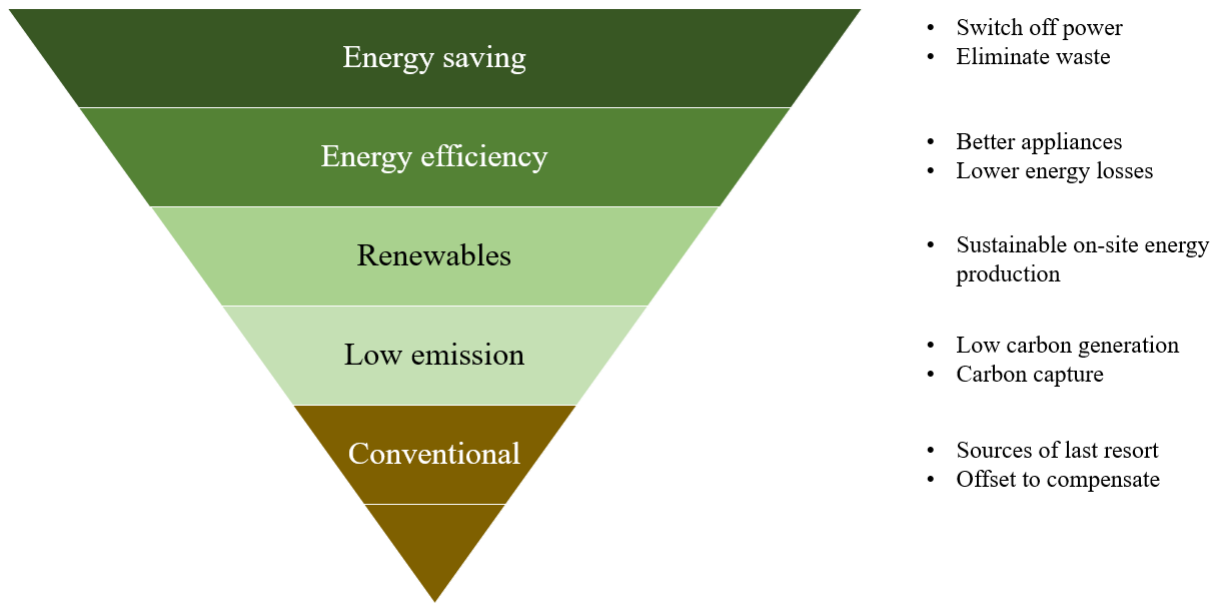 Energy saving
• Switch off power
• Eliminate waste
Energy efficiency
• Better appliances
• Lower energy losses
Renewables
• Sustainable on-site energy
production
Low emission
• Low carbon generation
• Carbon capture
Conventional
• Sources of last resort
• Offset to compensate